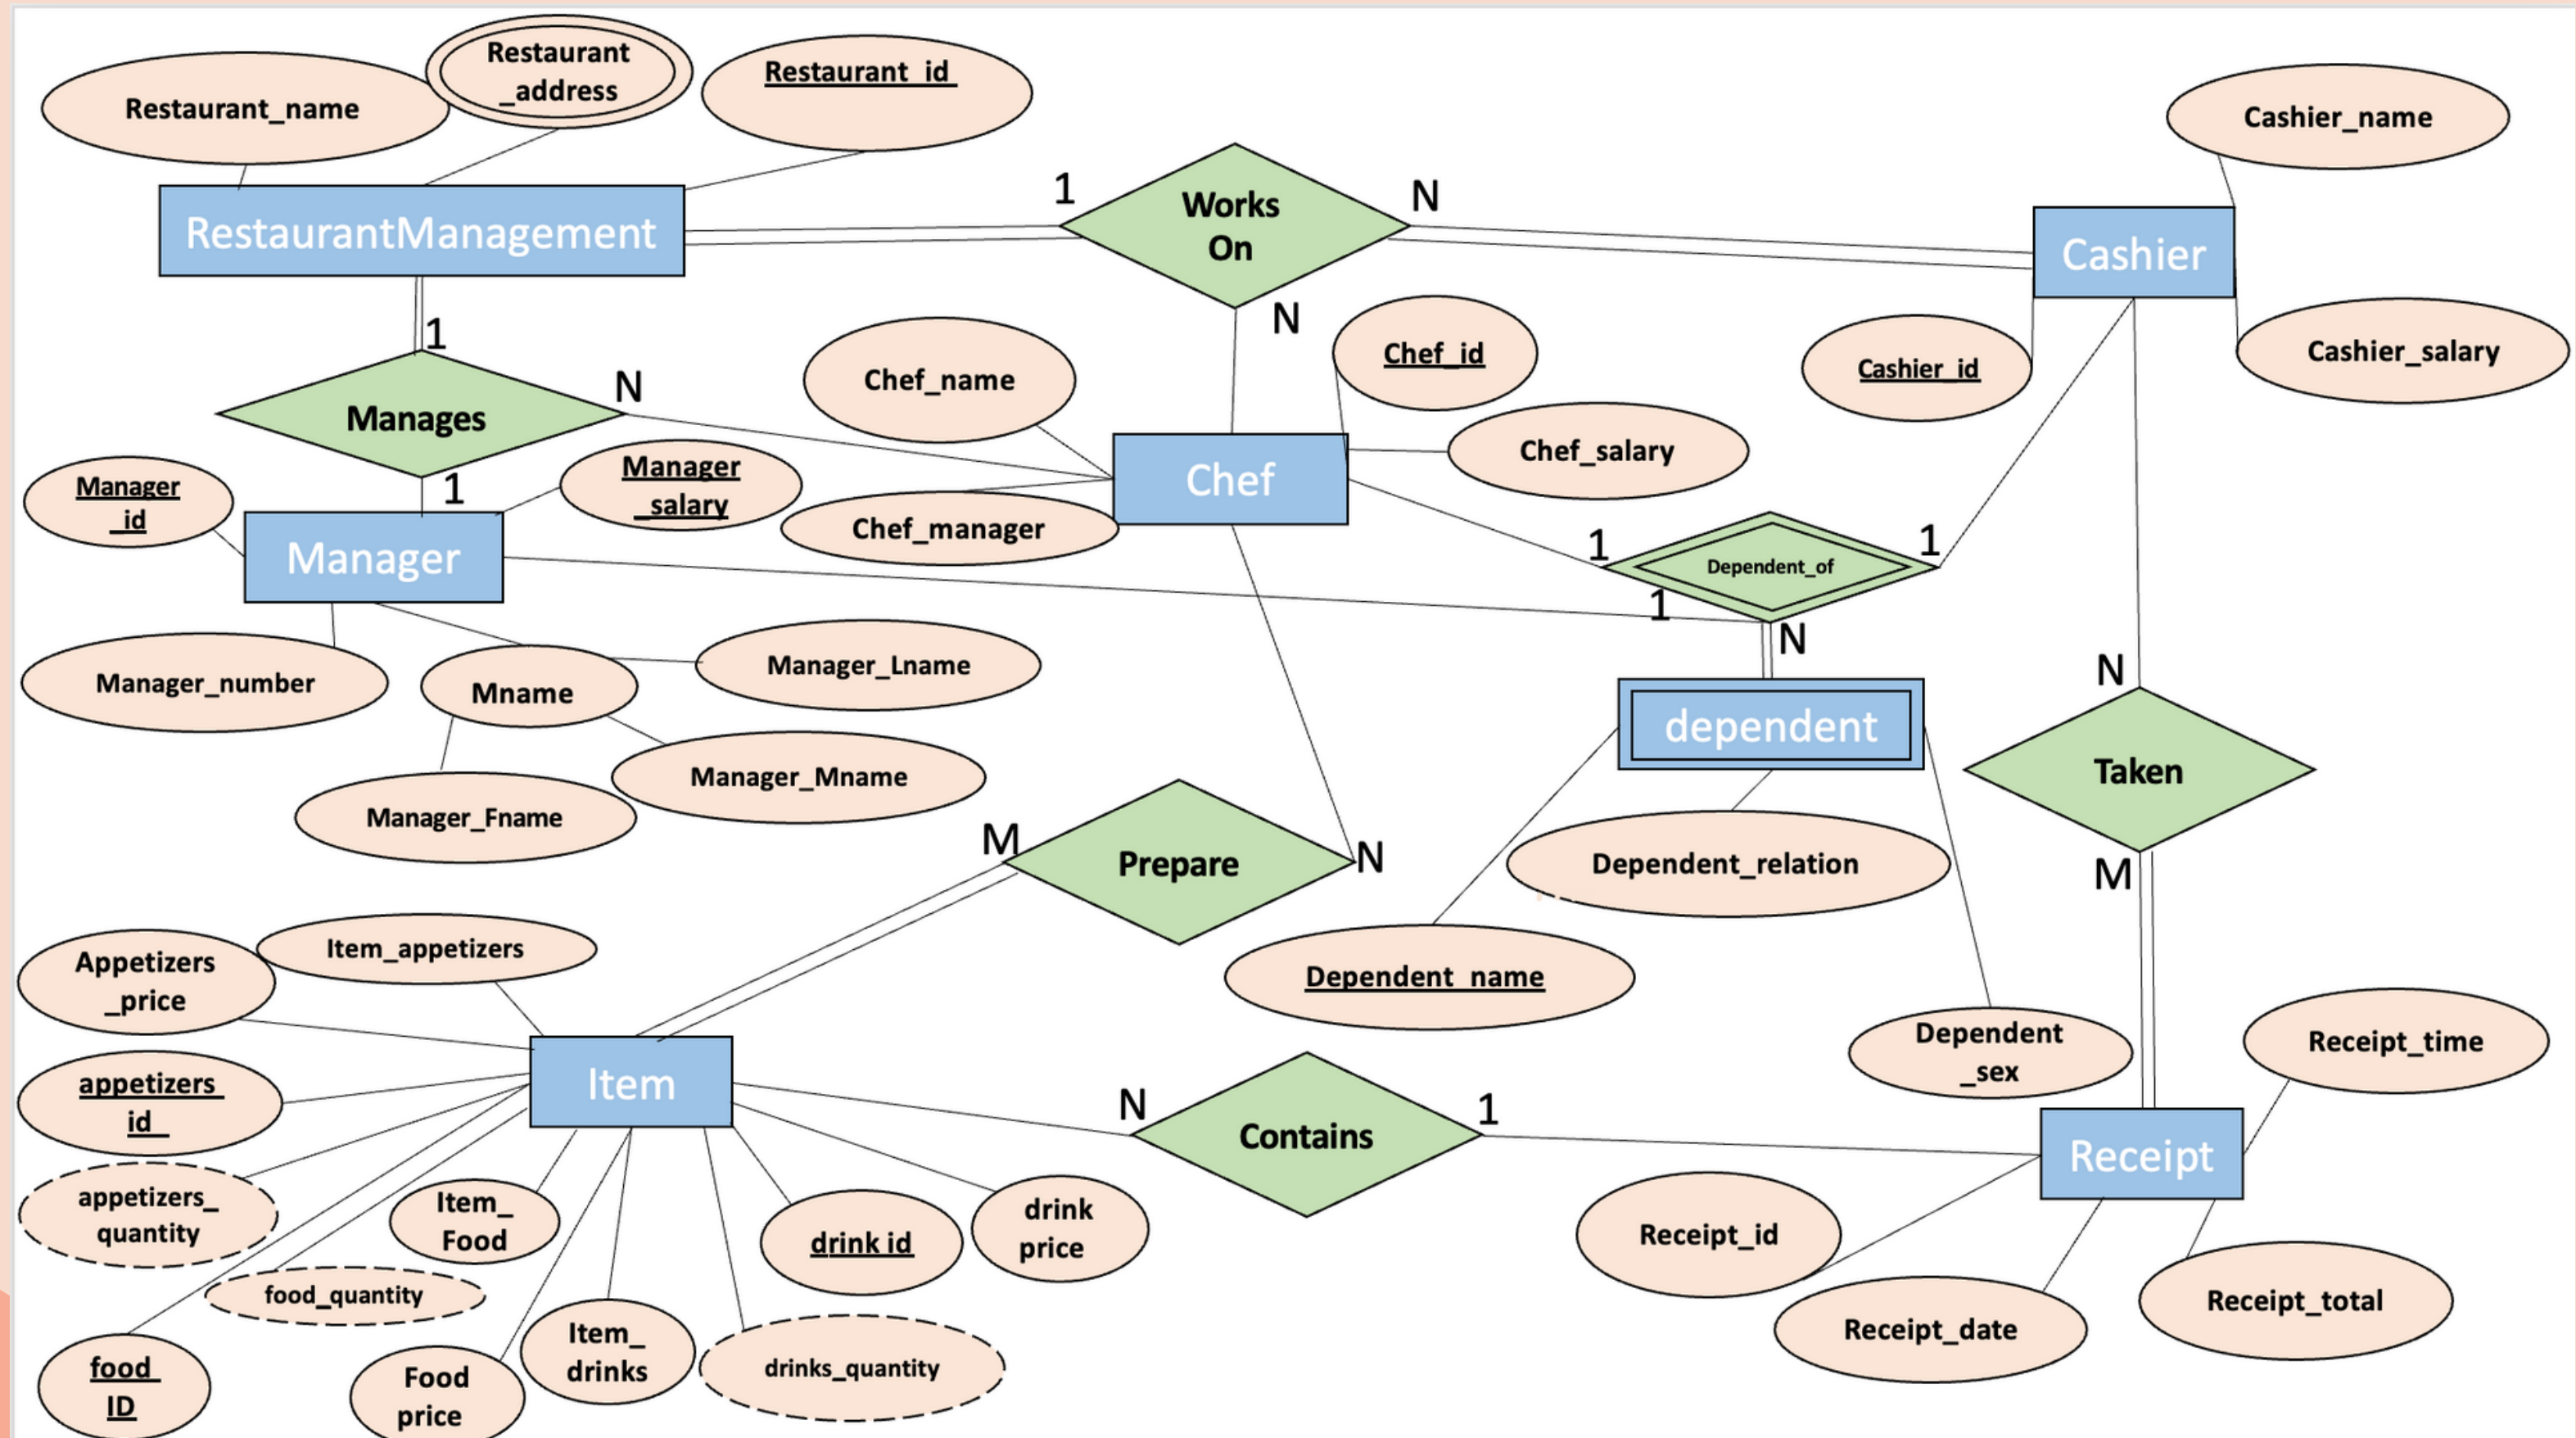 Restaurant
_address
Restaurant_id
Restaurant_name
Cashier_name
RestaurantManagement
1
Works
On
N
Cashier
N
1
Chef_id
Cashier_id
Cashier_salary
Chef_name
N
Manages
Chef_salary
Manager
_salary
Manager
_id
1
Chef
Chef_manager
Manager
1
Dependent_of
1
1
N
Manager_number
Mname
Manager_Lname
dependent
N
Manager_Mname
Manager_Fname
Taken
M
Prepare
N
Dependent_relation
M
Item_appetizers
Appetizers
_price
Dependent_name
Dependent
_sex
Receipt_time
appetizers_
id_
Item
N
Contains
1
Receipt
appetizers_
quantity
Item_
Food
drink id
drink
price
Receipt_id
food_quantity
Item_
drinks
drinks_quantity
Receipt_date
Receipt_total
food_
ID
Food
price